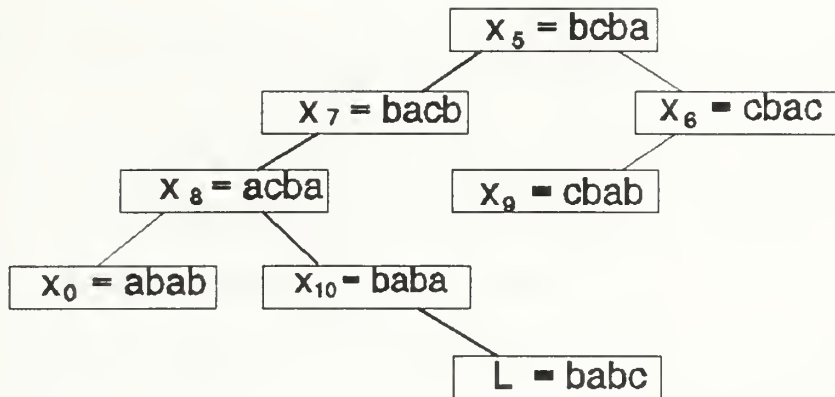 x₅ = bcba
x₇ = bacb
x₆ = cbac
x₈ = acba
x₉ = cbab
x₀ = abab
x₁₀ = baba
L = babc